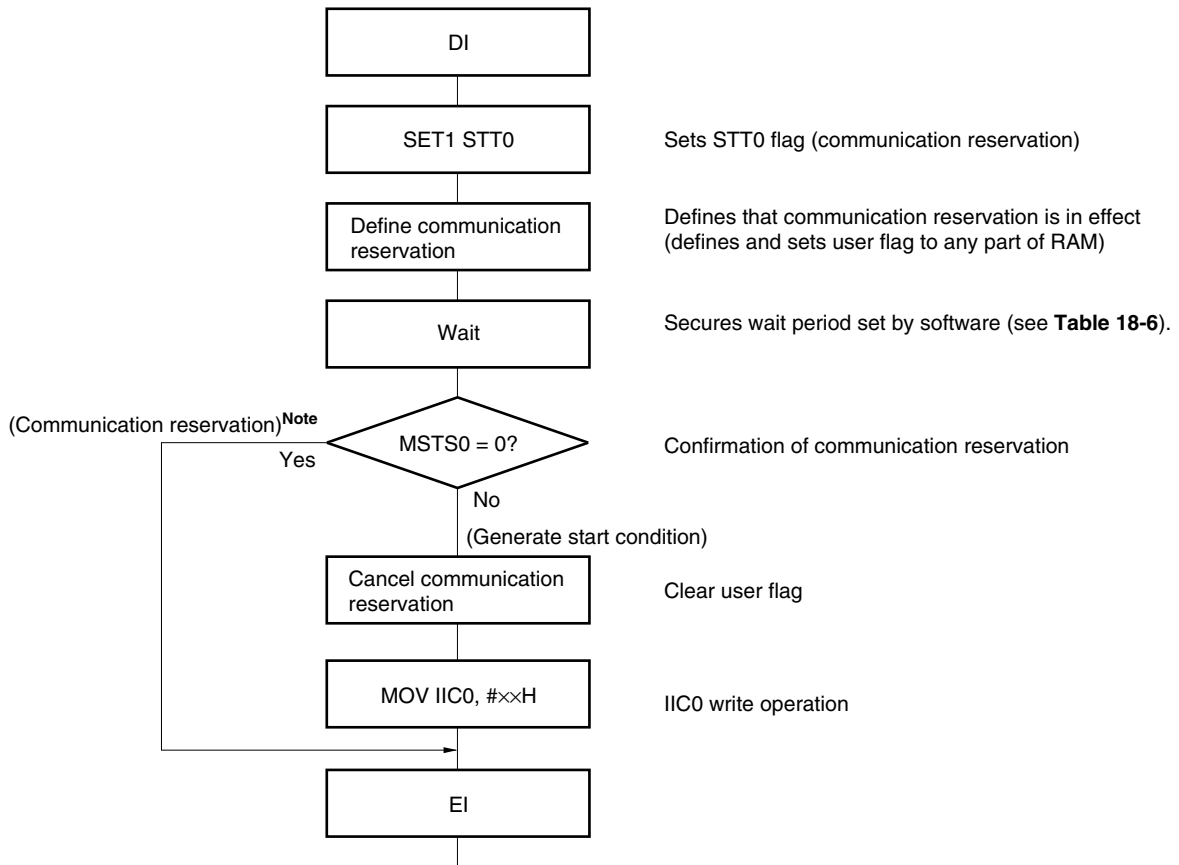 DI
SET1 STT0
Sets STT0 flag (communication reservation)
Define communication
reservation
Defines that communication reservation is in effect
(defines and sets user flag to any part of RAM)
Wait
Secures wait period set by software (see Table 18-6).
(Communication reservation)Note
Yes
MSTS0 = 0?
Confirmation of communication reservation
No
(Generate start condition)
Cancel communication
reservation
Clear user flag
MOV IIC0, #××H
IIC0 write operation
EI